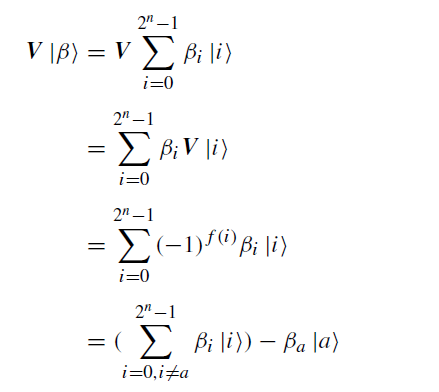 V |β⟩ = V ∑_{i=0}^{2^n−1} β_i |i⟩
= ∑_{i=0}^{2^n−1} β_i V |i⟩
= ∑_{i=0}^{2^n−1} (−1)^{f(i)} β_i |i⟩
= ( ∑_{i=0,i≠a}^{2^n−1} β_i |i⟩) − β_a |a⟩